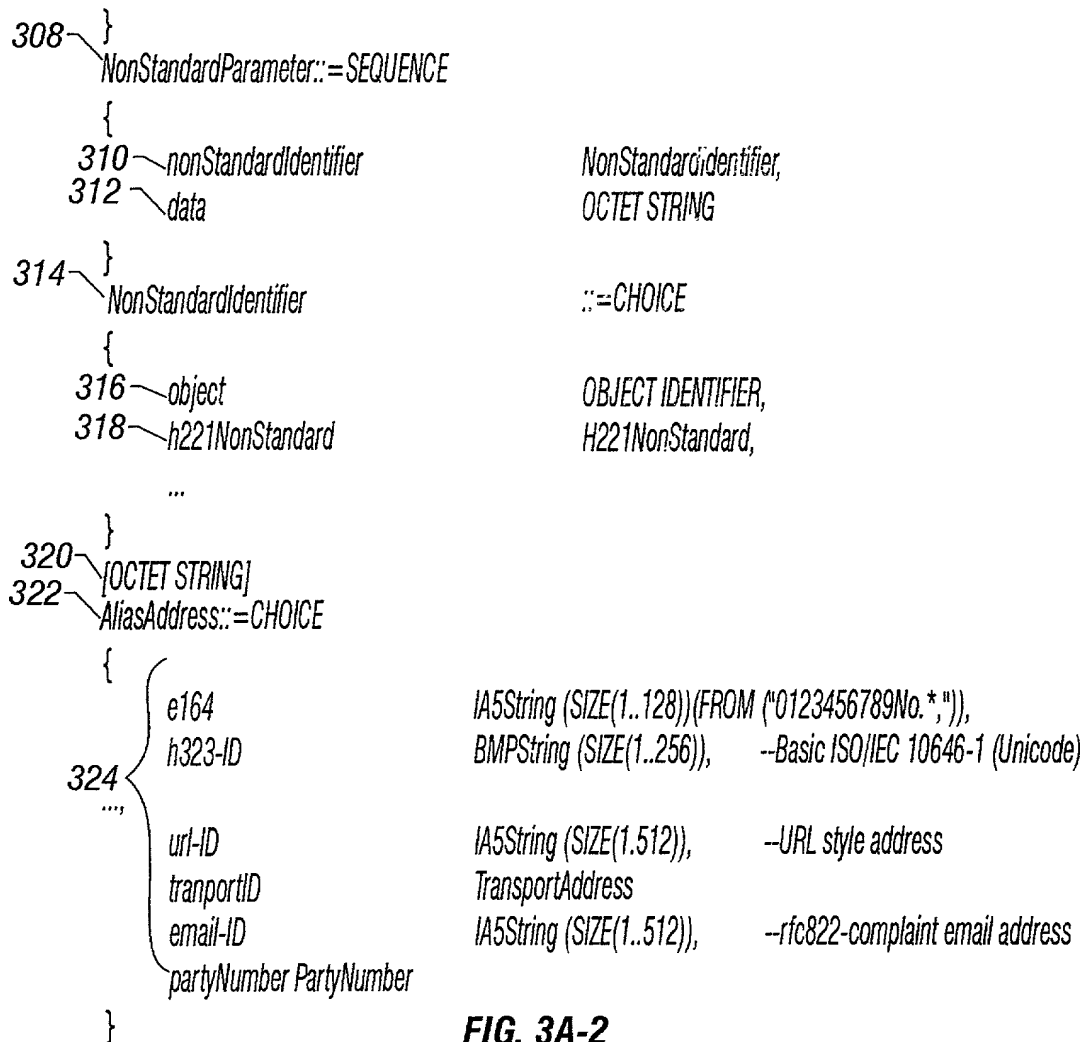 }
308
NonStandardParameter::=SEQUENCE
{
310 nonStandardIdentifier NonStandardIdentifier,
312 data OCTET STRING
}
314
NonStandardIdentifier ::=CHOICE
{
316 object OBJECT IDENTIFIER,
318 h221NonStandard H221NonStandard,
...
}
320 [OCTET STRING]
322 AliasAddress::=CHOICE
{
e164 IA5String (SIZE(1..128))(FROM ("0123456789No.*,")),
h323-ID BMPString (SIZE(1..256)), --Basic ISO/IEC 10646-1 (Unicode)
324
...,
url-ID IA5String (SIZE(1.512)), --URL style address
tranportID TransportAddress
email-ID IA5String (SIZE(1..512)), --rfc822-complaint email address
partyNumber PartyNumber
}
FIG. 3A-2